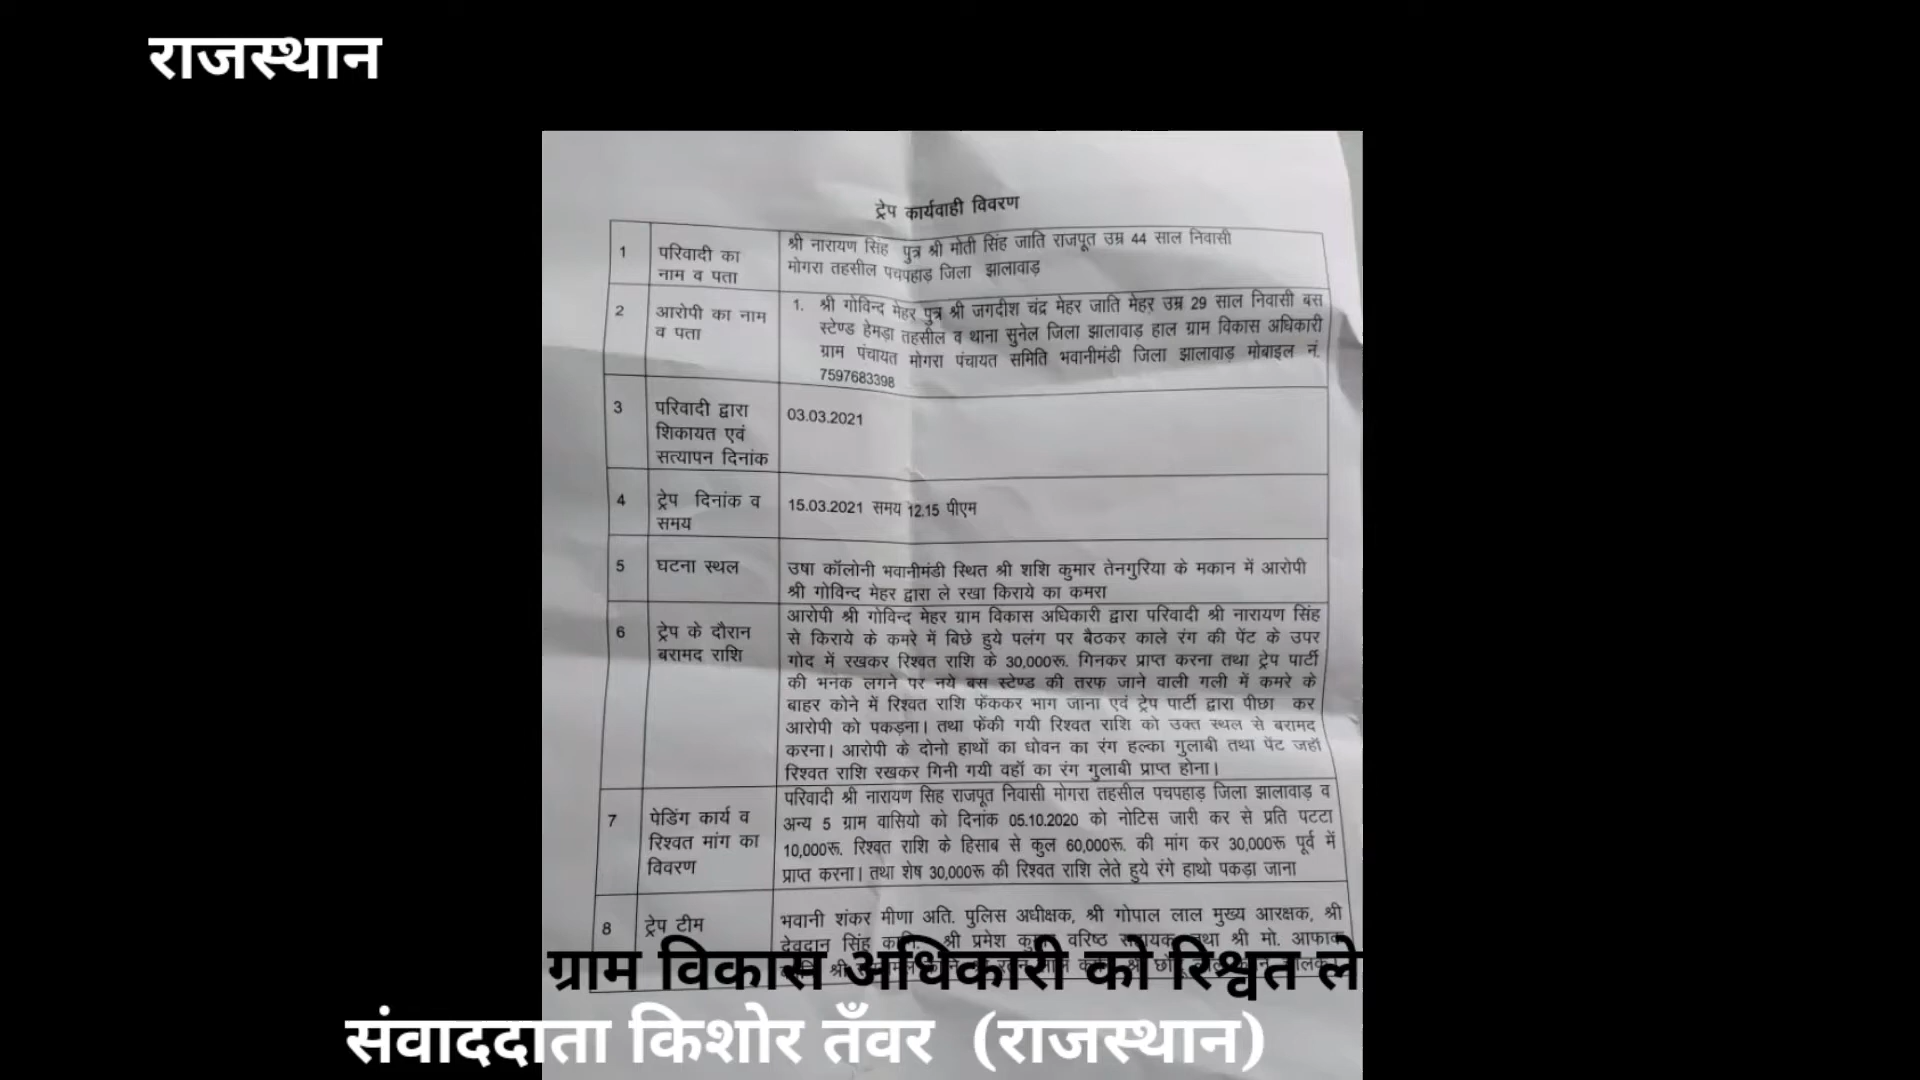 राजस्थान
ट्रेप कार्यवाही विवरण
1 परिवादी का नाम व पता
श्री नारायण सिंह पुत्र श्री मोती सिंह जाति राजपूत उम्र 44 साल निवासी
मोगरा तहसील पचपहाड़ जिला झालावाड़
2 आरोपी का नाम व पता
1. श्री गोविन्द मेहर पुत्र श्री जगदीश चंद्र मेहर जाति मेहर उम्र 29 साल निवासी बस
स्टेण्ड हेमड़ा तहसील व थाना सुनेल जिला झालावाड़ हाल ग्राम विकास अधिकारी
ग्राम पंचायत मोगरा पंचायत समिति भवानीमंडी जिला झालावाड़ मोबाइल नं.
7597683398
3 परिवादी द्वारा शिकायत एवं सत्यापन दिनांक
03.03.2021
4 ट्रेप दिनांक व समय
15.03.2021 समय 12.15 पीएम
5 घटना स्थल
उषा कॉलोनी भवानीमंडी स्थित श्री शशि कुमार तेनगुरिया के मकान में आरोपी
श्री गोविन्द मेहर द्वारा ले रखा किराये का कमरा
6 ट्रेप के दौरान बरामद राशि
आरोपी श्री गोविन्द मेहर ग्राम विकास अधिकारी द्वारा परिवादी श्री नारायण सिंह
से किराये के कमरे में बिछे हुये पलंग पर बैठकर काले रंग की पेंट के उपर
गोद में रखकर रिश्वत राशि के 30,000रू. गिनकर प्राप्त करना तथा ट्रेप पार्टी
की भनक लगने पर नये बस स्टेण्ड की तरफ जाने वाली गली में कमरे के
बाहर कोने में रिश्वत राशि फेंककर भाग जाना एवं ट्रेप पार्टी द्वारा पीछा कर
आरोपी को पकड़ना। तथा फेंकी गयी रिश्वत राशि को उक्त स्थल से बरामद
करना। आरोपी के दोनो हाथों का धोवन का रंग हल्का गुलाबी तथा पेंट जहॉ
रिश्वत राशि रखकर गिनी गयी वहॉ का रंग गुलाबी प्राप्त होना।
7 पेडिंग कार्य व रिश्वत मांग का विवरण
परिवादी श्री नारायण सिह राजपूत निवासी मोगरा तहसील पचपहाड़ जिला झालावाड़ व
अन्य 5 ग्राम वासियो को दिनांक 05.10.2020 को नोटिस जारी कर से प्रति पटटा
10,000रू. रिश्वत राशि के हिसाब से कुल 60,000रू. की मांग कर 30,000रू पूर्व में
प्राप्त करना। तथा शेष 30,000रू की रिश्वत राशि लेते हुये रंगे हाथो पकड़ा जाना
8 ट्रेप टीम
भवानी शंकर मीणा अति. पुलिस अधीक्षक, श्री गोपाल लाल मुख्य आरक्षक, श्री
देवदान सिंह श्री प्रमेश कुमार वरिष्ठ सहायक तथा श्री मो. आफाक
ग्राम विकास अधिकारी को रिश्वत ले
संवाददाता किशोर तँवर (राजस्थान)